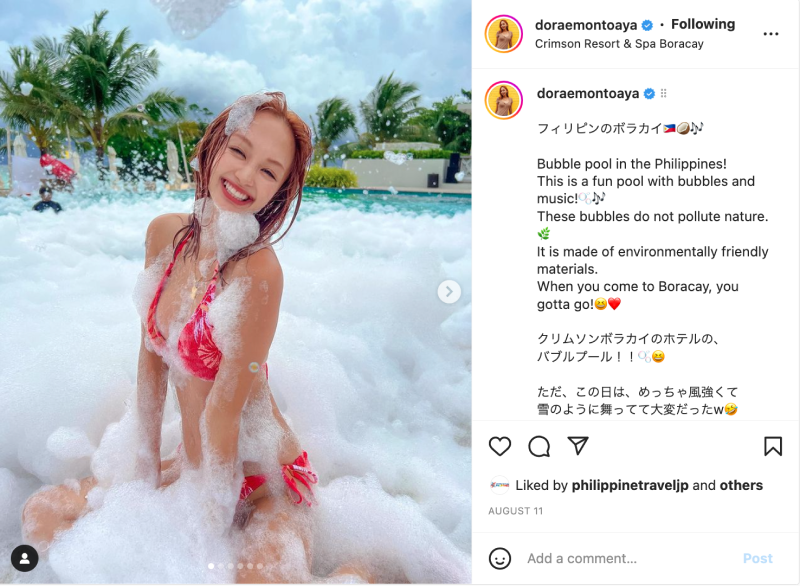 doraemontoaya • Following
Crimson Resort & Spa Boracay
doraemontoaya
フィリピンのボラカイ🇵🇭🥥🎶
Bubble pool in the Philippines!
This is a fun pool with bubbles and
music!🫧🎶
These bubbles do not pollute nature.
🌿
It is made of environmentally friendly
materials.
When you come to Boracay, you
gotta go!😆❤️
クリムソンボラカイのホテルの、
バブルプール！！🫧😆
ただ、この日は、めっちゃ風強くて
雪のように舞ってて大変だったw🤣
Liked by philippinetraveljp and others
AUGUST 11
Add a comment...
Post